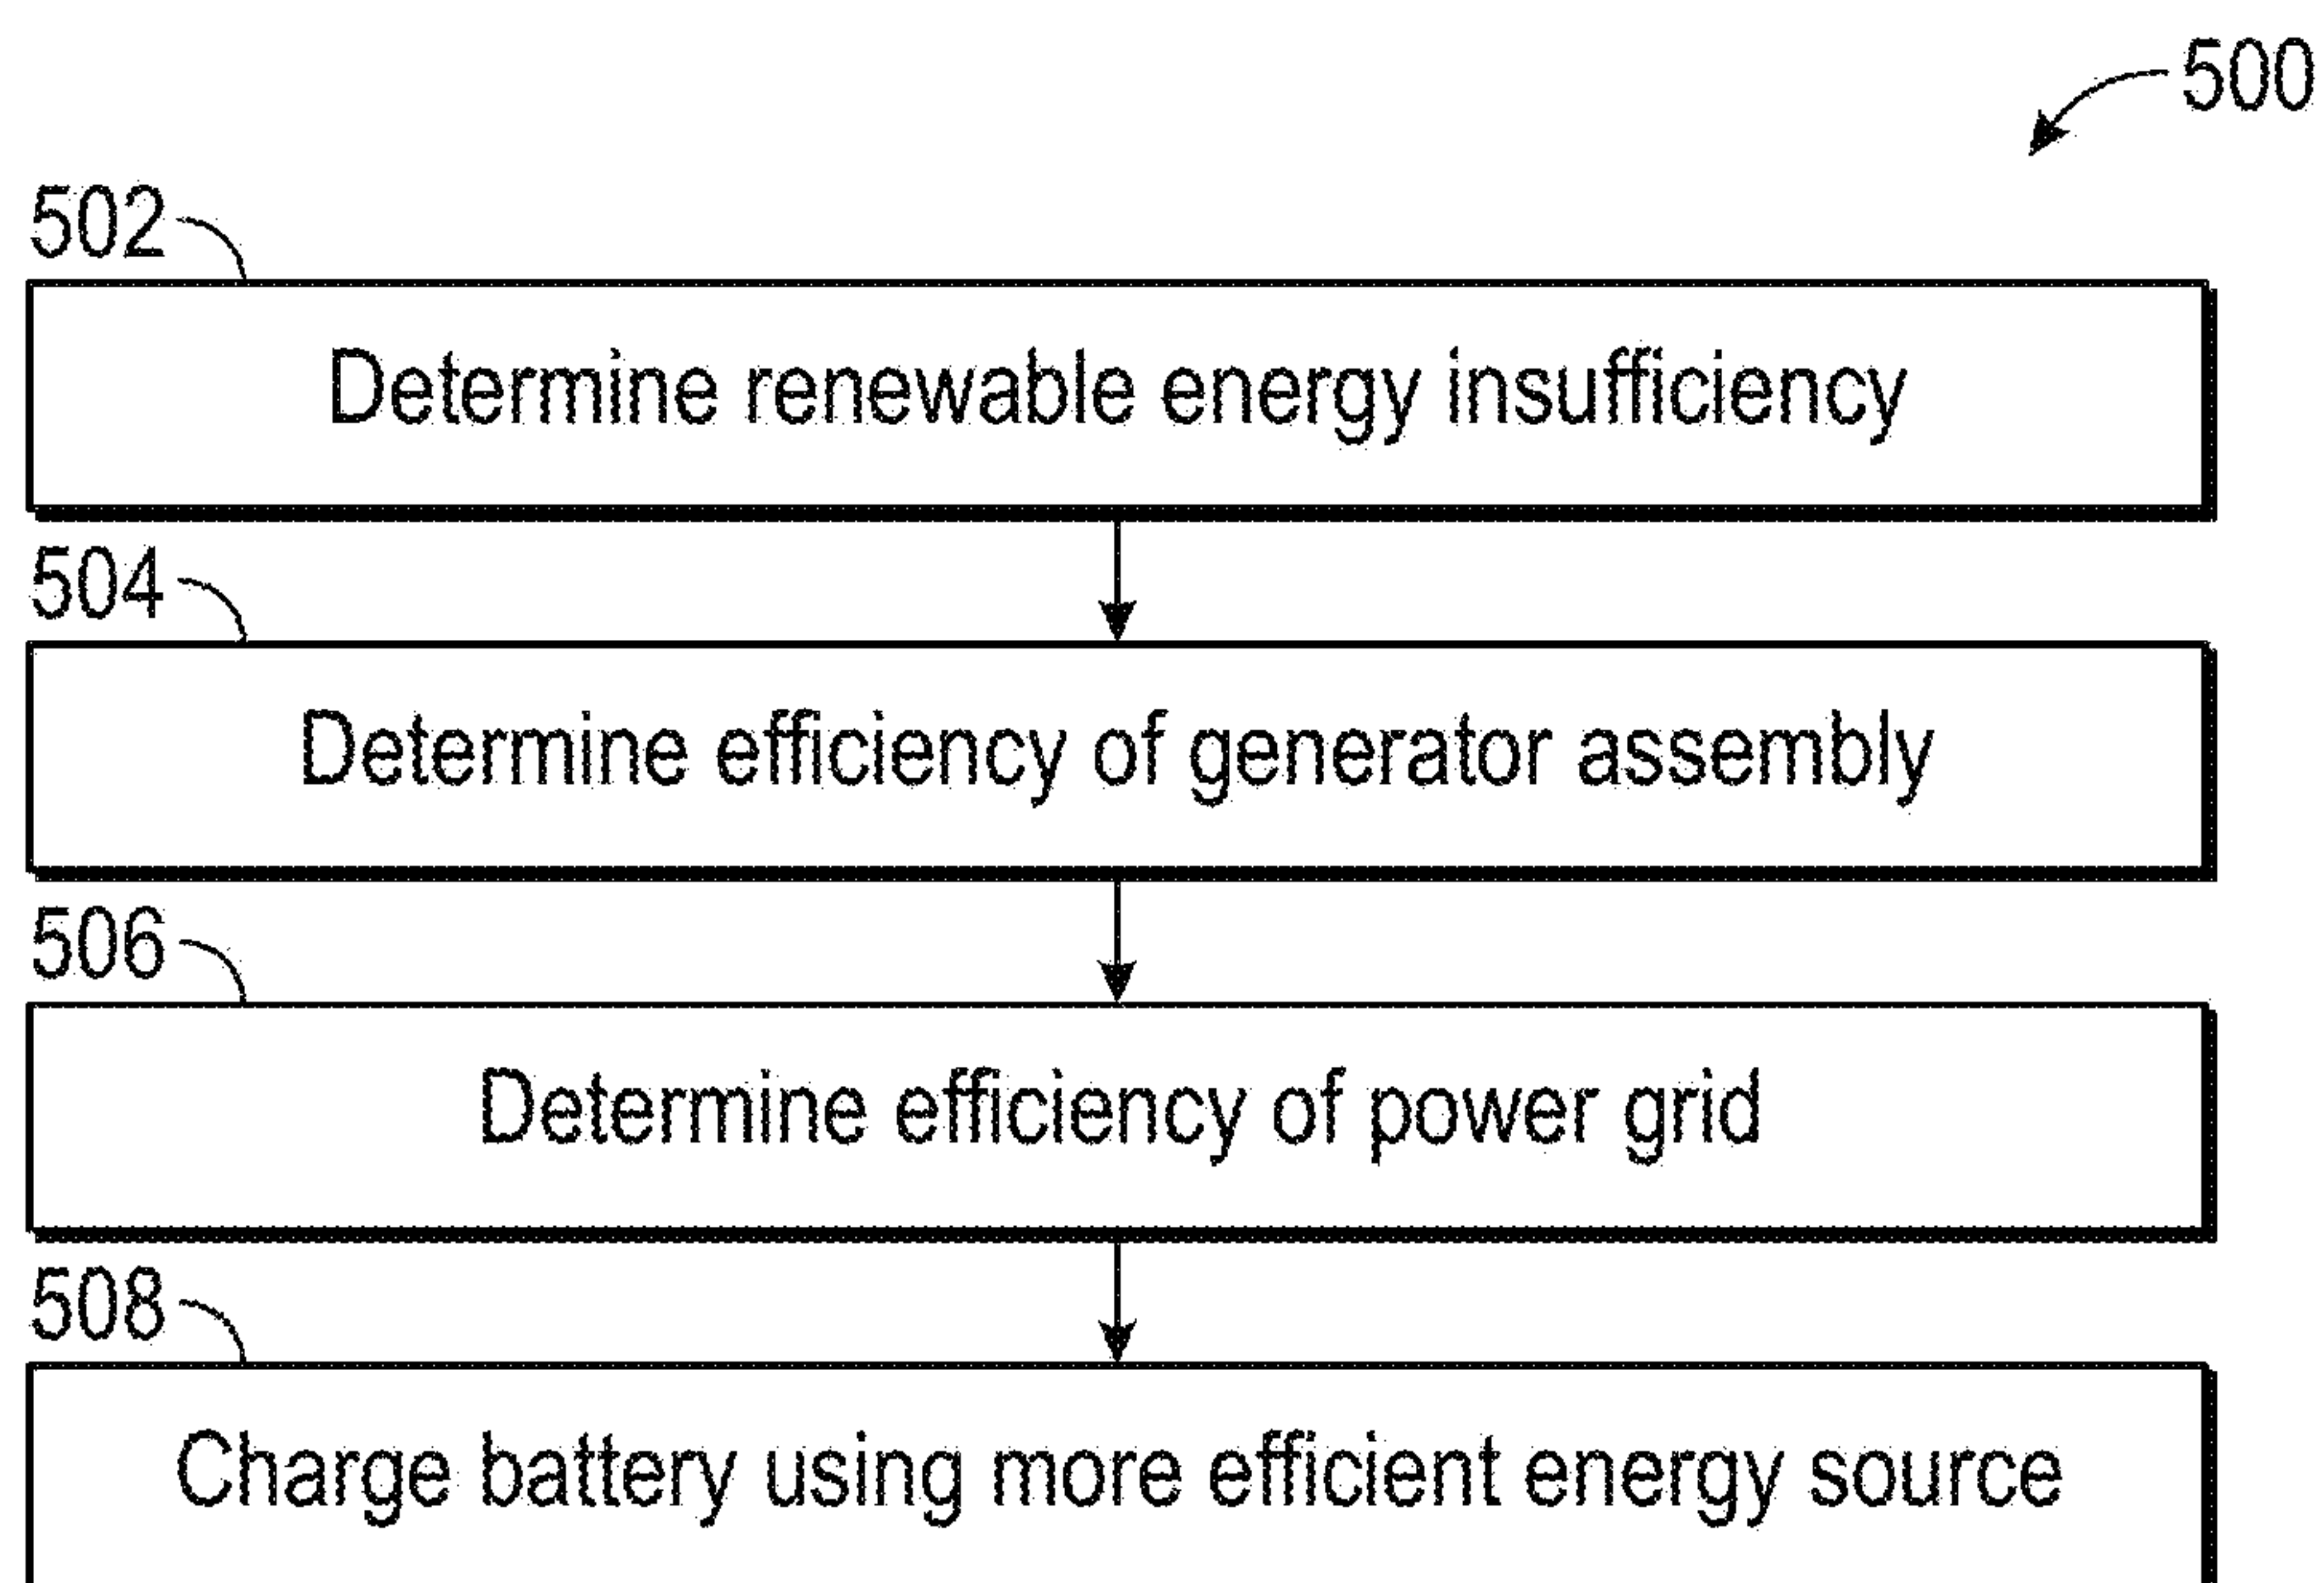 500
502
Determine renewable energy insufficiency
504
Determine efficiency of generator assembly
506
Determine efficiency of power grid
508
Charge battery using more efficient energy source